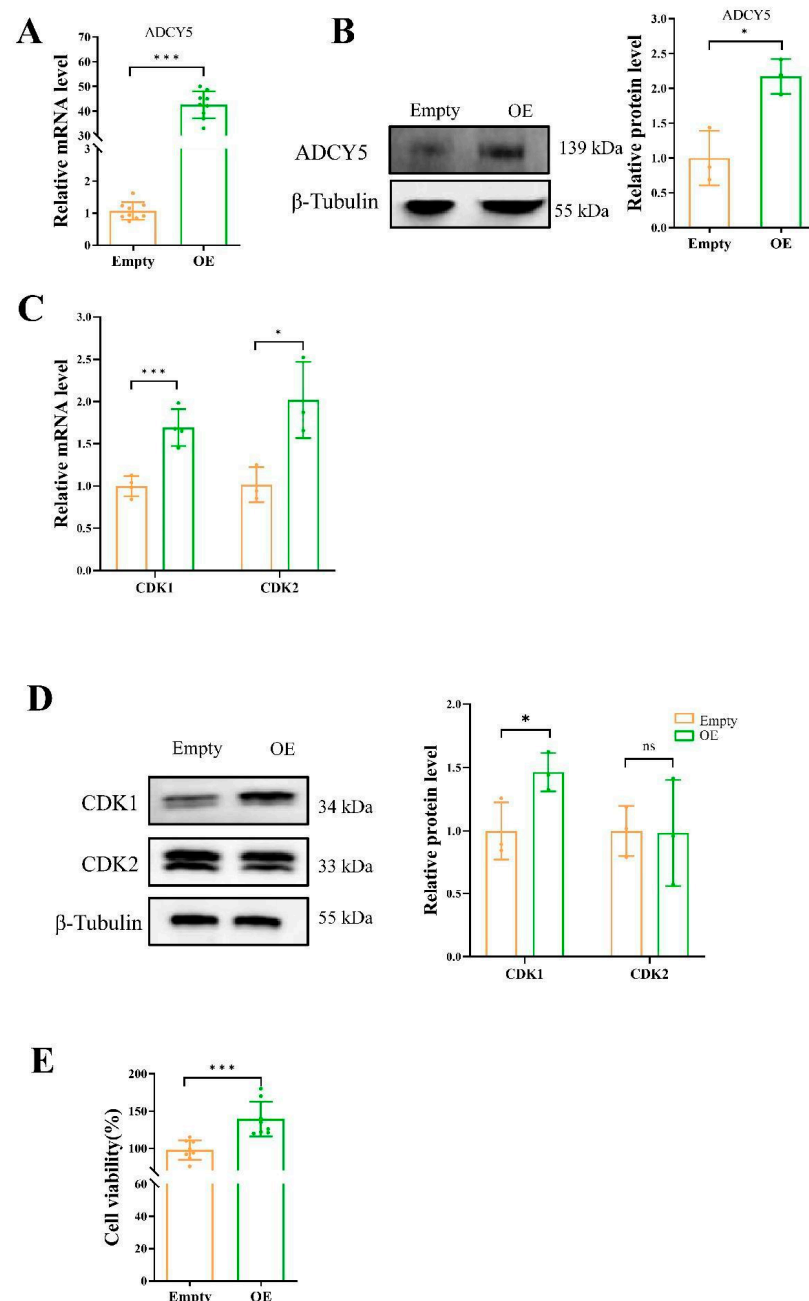 A
ADCY5
***
Relative mRNA level
70
60
50
40
30
3
2
1
0
Empty
OE
B
Empty
OE
ADCY5
139 kDa
β-Tubulin
55 kDa
ADCY5
*
Relative protein level
3.0
2.5
2.0
1.5
1.0
0.5
0.0
Empty
OE
C
***
*
Relative mRNA level
3.0
2.5
2.0
1.5
1.0
0.5
0.0
CDK1
CDK2
D
Empty
OE
CDK1
34 kDa
CDK2
33 kDa
β-Tubulin
55 kDa
*
ns
Empty
OE
Relative protein level
2.0
1.5
1.0
0.5
0.0
CDK1
CDK2
E
***
Cell viability(%)
200
150
100
60
40
20
0
Empty
OE